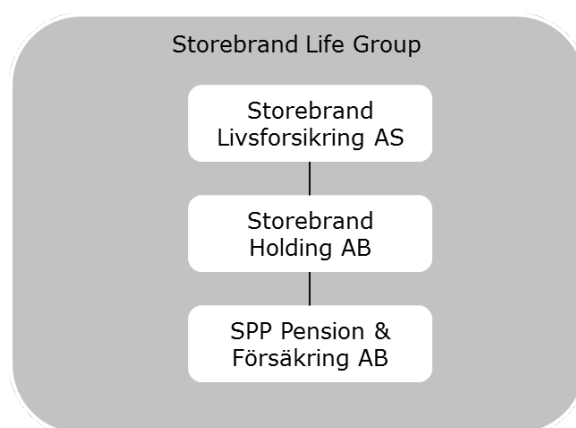 Storebrand Life Group
Storebrand
Livsforsikring AS
Storebrand
Holding AB
SPP Pension &
Försäkring AB